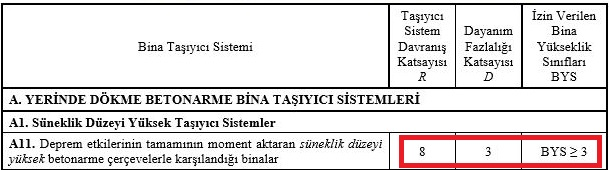 Bina Taşıyıcı Sistemi
Taşıyıcı
Sistem
Davranış
Katsayısı
R
Dayanım
Fazlalığı
Katsayısı
D
İzin Verilen
Bina
Yükseklik
Sınıfları
BYS
A. YERİNDE DÖKME BETONARME BİNA TAŞIYICI SİSTEMLERİ
A1. Süneklik Düzeyi Yüksek Taşıyıcı Sistemler
A11. Deprem etkilerinin tamamının moment aktaran süneklik düzeyi
yüksek betonarme çerçevelerle karşılandığı binalar
8 3 BYS ≥ 3